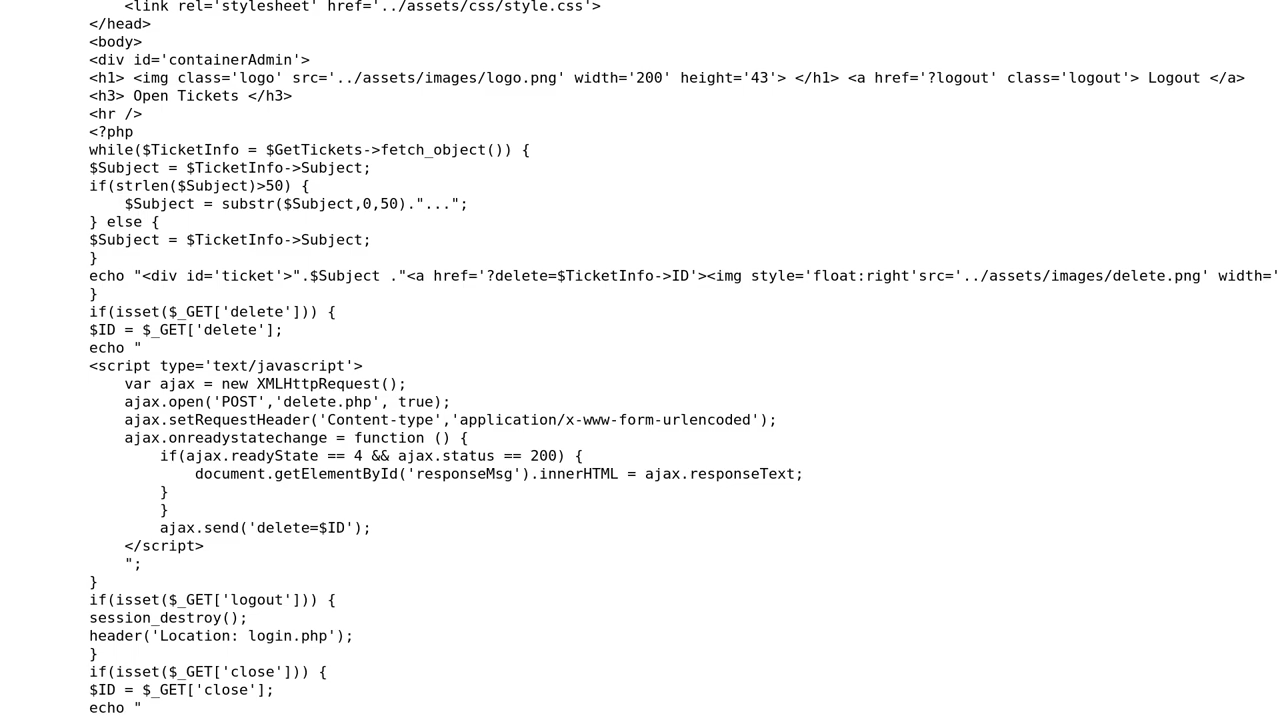 <link rel='stylesheet' href='../assets/css/style.css'>
</head>
<body>
<div id='containerAdmin'>
<h1> <img class='logo' src='../assets/images/logo.png' width='200' height='43'> </h1> <a href='?logout' class='logout'> Logout </a>
<h3> Open Tickets </h3>
<hr />
<?php
while($TicketInfo = $GetTickets->fetch_object()) {
$Subject = $TicketInfo->Subject;
if(strlen($Subject)>50) {
    $Subject = substr($Subject,0,50)."...";
} else {
$Subject = $TicketInfo->Subject;
}
echo "<div id='ticket'>".$Subject ."<a href='?delete=$TicketInfo->ID'><img style='float:right'src='../assets/images/delete.png' width='
}
if(isset($_GET['delete'])) {
$ID = $_GET['delete'];
echo "
<script type='text/javascript'>
    var ajax = new XMLHttpRequest();
    ajax.open('POST','delete.php', true);
    ajax.setRequestHeader('Content-type','application/x-www-form-urlencoded');
    ajax.onreadystatechange = function () {
        if(ajax.readyState == 4 && ajax.status == 200) {
            document.getElementById('responseMsg').innerHTML = ajax.responseText;
        }
        }
        ajax.send('delete=$ID');
    </script>
    ";
}
if(isset($_GET['logout'])) {
session_destroy();
header('Location: login.php');
}
if(isset($_GET['close'])) {
$ID = $_GET['close'];
echo "